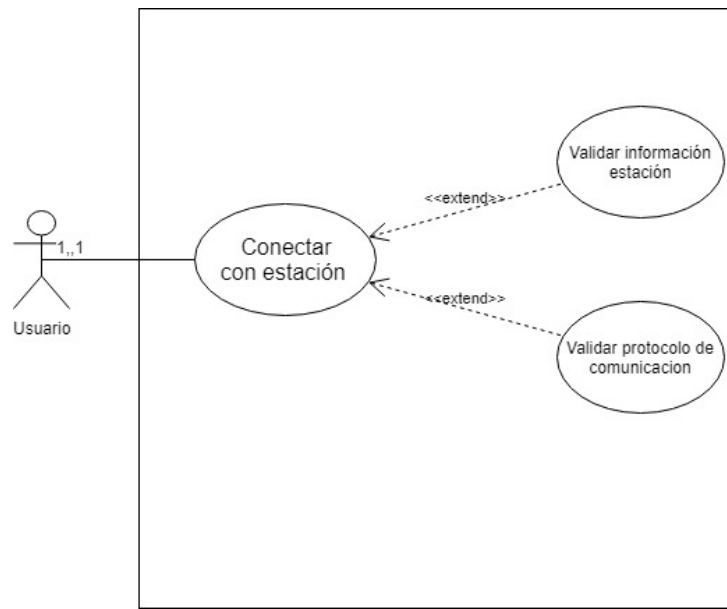 Validar información
estación
<<extend>>
Conectar
con estación
1,,1
Usuario
<<extend>>
Validar protocolo de
comunicacion